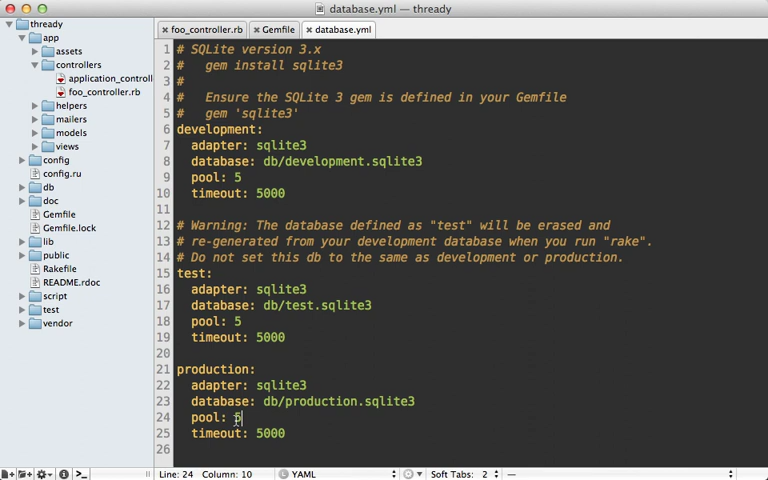 database.yml — thready
thready
app
assets
controllers
application_controll
foo_controller.rb
helpers
mailers
models
views
config
config.ru
db
doc
Gemfile
Gemfile.lock
lib
public
Rakefile
README.rdoc
script
test
vendor
foo_controller.rb
Gemfile
database.yml
1 # SQLite version 3.x
2 #   gem install sqlite3
3 #
4 #   Ensure the SQLite 3 gem is defined in your Gemfile
5 #   gem 'sqlite3'
6 development:
7   adapter: sqlite3
8   database: db/development.sqlite3
9   pool: 5
10   timeout: 5000
11
12 # Warning: The database defined as "test" will be erased and
13 # re-generated from your development database when you run "rake".
14 # Do not set this db to the same as development or production.
15 test:
16   adapter: sqlite3
17   database: db/test.sqlite3
18   pool: 5
19   timeout: 5000
20
21 production:
22   adapter: sqlite3
23   database: db/production.sqlite3
24   pool: 5
25   timeout: 5000
26
Line: 24 Column: 10
YAML
Soft Tabs: 2
—